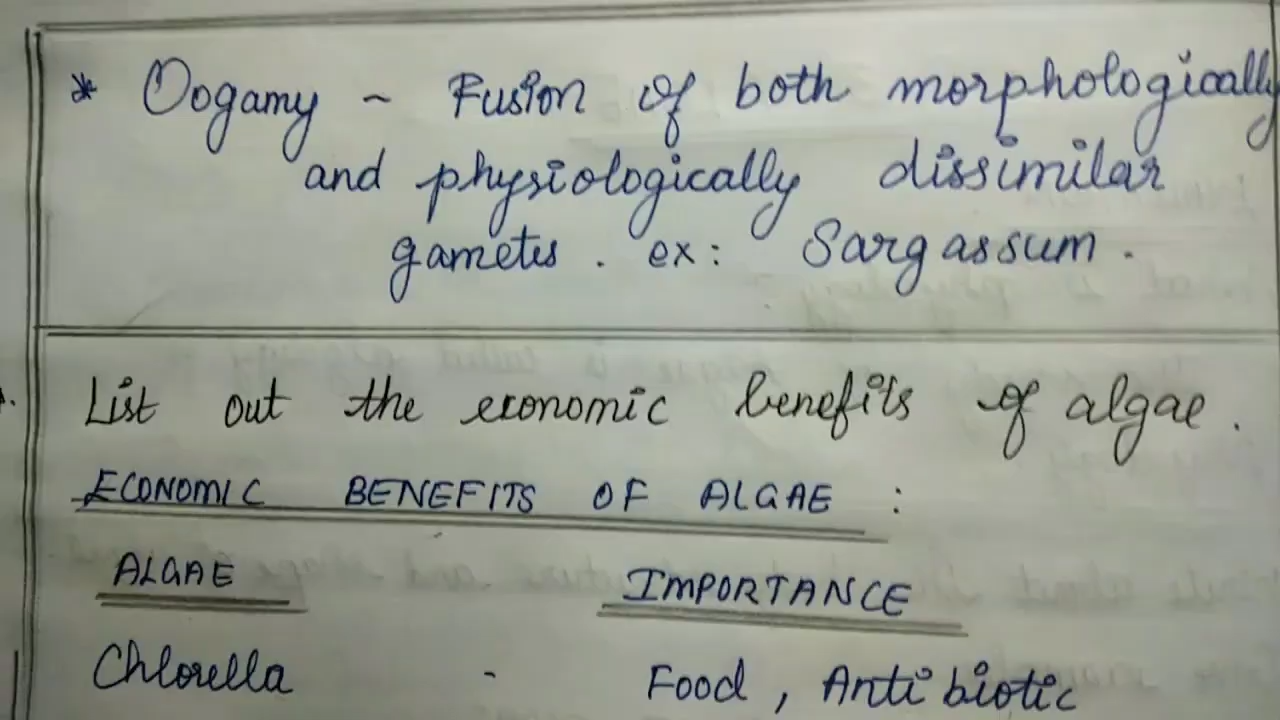 * Oogamy ~ Fusion of both morphologically
and physiologically dissimilar
gametes . ex : Sargassum .
List out the economic benefits of algae .
ECONOMIC BENEFITS OF ALGAE :
ALGAE IMPORTANCE
Chlorella - Food , Antibiotic